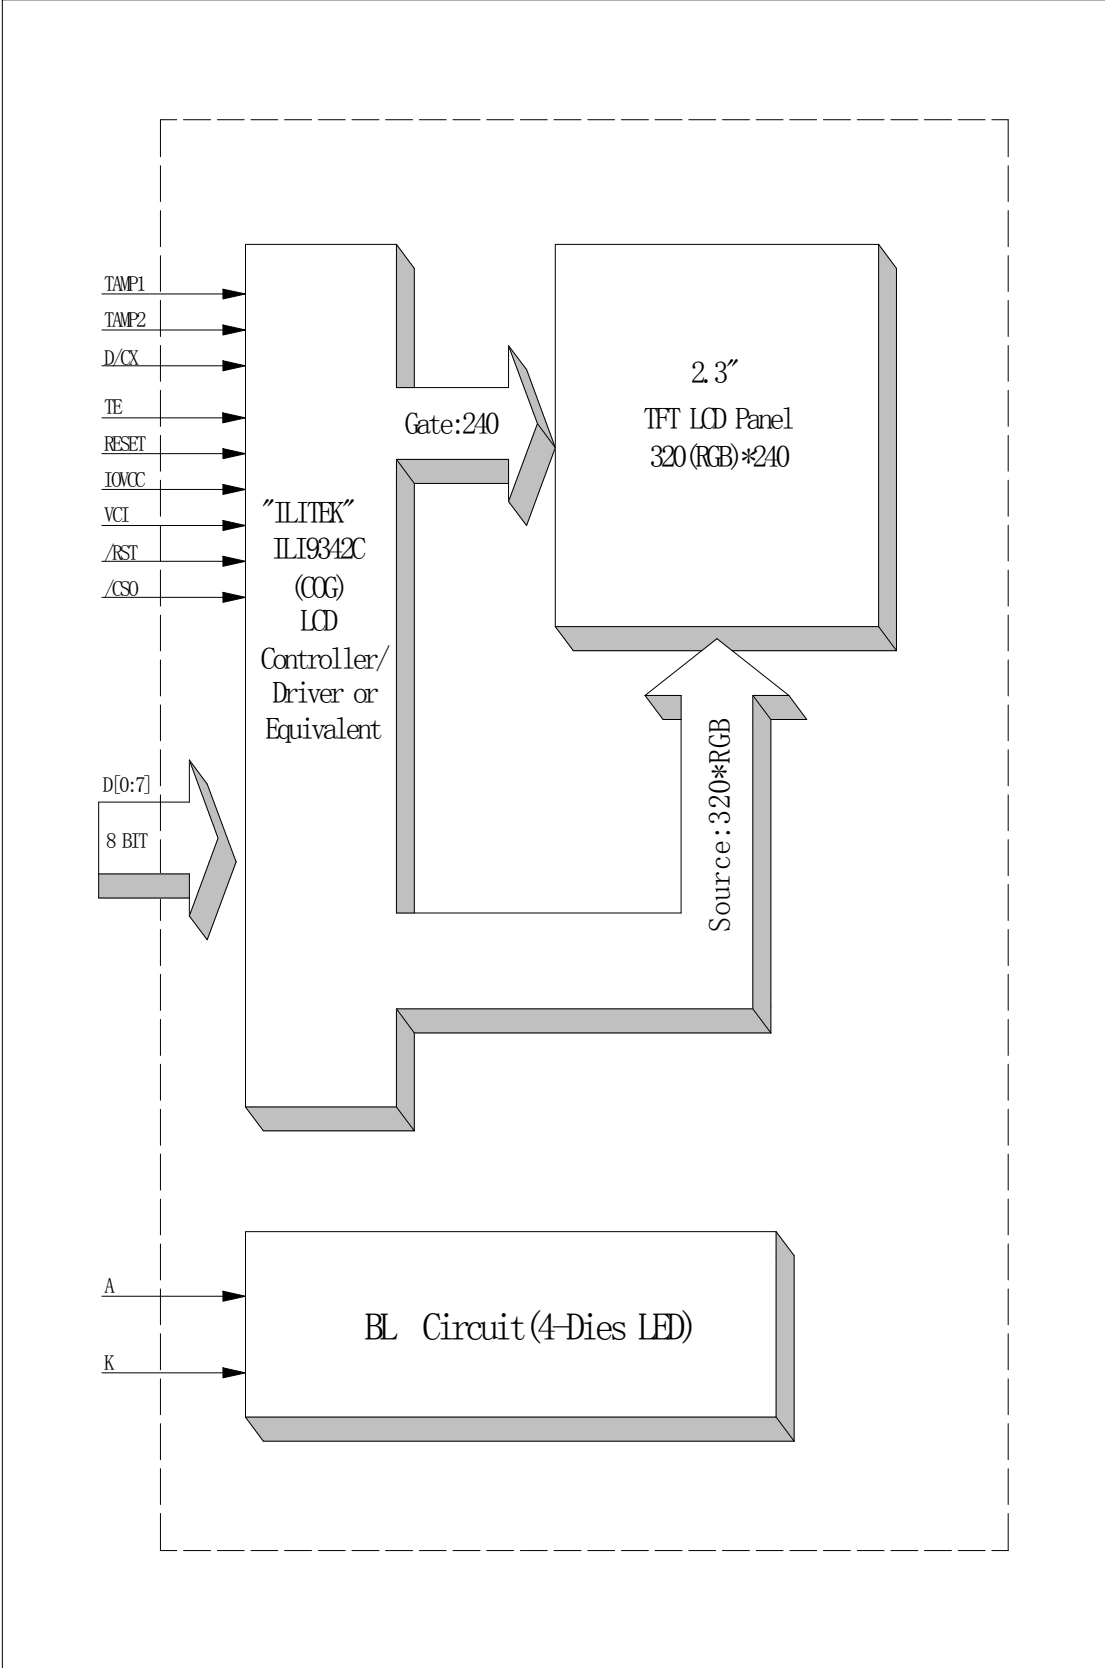 TAMP1
TAMP2
D/CX
TE
RESET
IOVCC
VCI
/RST
/CSO
D[0:7]
8 BIT
"ILITEK"
ILI9342C
(COG)
LCD
Controller/
Driver or
Equivalent
Gate:240
2.3"
TFT LCD Panel
320(RGB)*240
Source:320*RGB
A
K
BL Circuit(4-Dies LED)